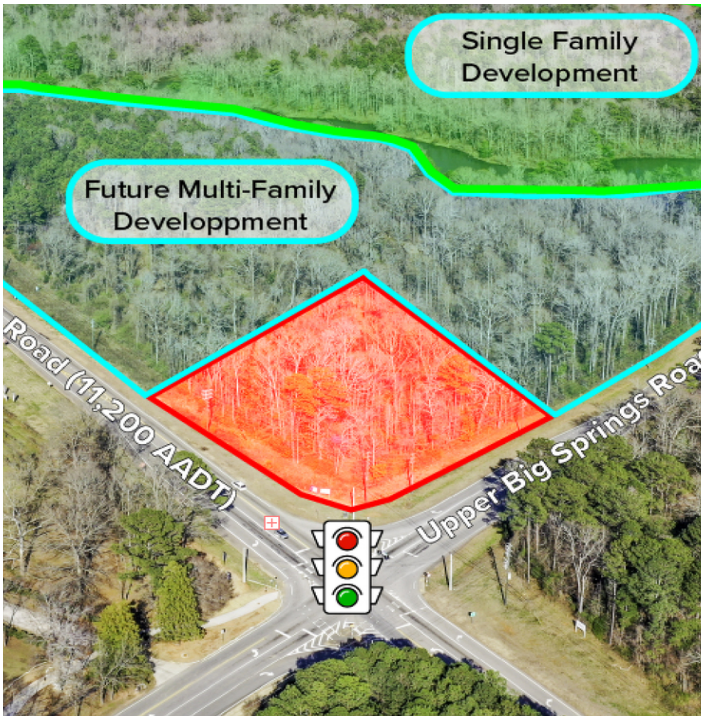 Single Family
Development
Future Multi-Family
Developpment
Road (11,200 AADT)
Upper Big Springs Road